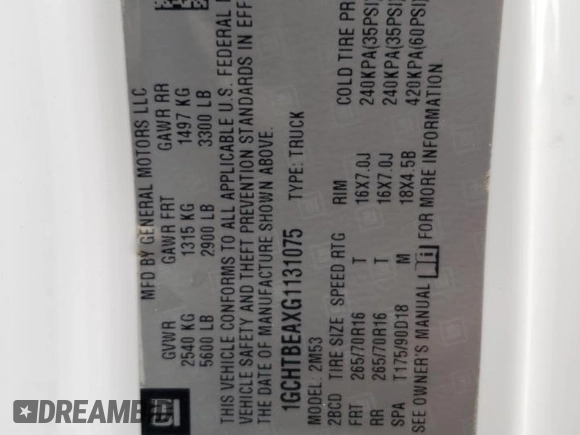 MFD BY GENERAL MOTORS LLC
GVWR GAWR FRT GAWR RR
2540 KG 1315 KG 1497 KG
5600 LB 2900 LB 3300 LB
THIS VEHICLE CONFORMS TO ALL APPLICABLE U.S. FEDERAL
VEHICLE SAFETY AND THEFT PREVENTION STANDARDS IN EFF
DATE OF MANUFACTURE SHOWN ABOVE.
1GCHTBEAXG1131075 TYPE: TRUCK
MODEL: 2M53
2BCD TIRE SIZE SPEED RTG RIM COLD TIRE PR
FRT 265/70R16 T 16X7.0J 240KPA(35PSI)
RR 265/70R16 T 16X7.0J 240KPA(35PSI)
SPA T175/90D18 M 18X4.5B 420KPA(60PSI)
SEE OWNER'S MANUAL FOR MORE INFORMATION
DREAMBID